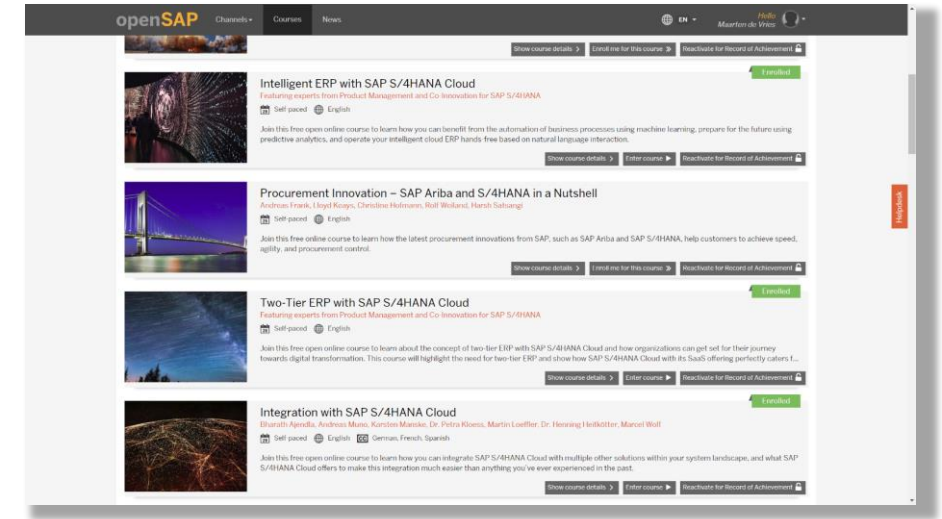 openSAP Channels Courses News EN Hello
Maarten de Vries
Show course details Enroll me for this course Reactivate for Record of Achievement
Enrolled
Intelligent ERP with SAP S/4HANA Cloud
Featuring experts from Product Management and Co-Innovation for SAP S/4HANA
Self-paced English
Join this free open online course to learn how you can benefit from the automation of business processes using machine learning, prepare for the future using
predictive analytics, and operate your intelligent cloud ERP hands-free based on natural language interaction.
Show course details Enter course Reactivate for Record of Achievement
Procurement Innovation – SAP Ariba and S/4HANA in a Nutshell
Andreas Frank, Lloyd Keays, Christine Hofmann, Rolf Weiland, Harsh
Self-paced English
Join this free online course to learn how the latest procurement innovations from SAP, such as SAP Ariba and SAP S/4HANA, help customers to achieve speed,
agility, and procurement control.
Show course details Enroll me for this course Reactivate for Record of Achievement
Helpdesk
Enrolled
Two-Tier ERP with SAP S/4HANA Cloud
Featuring experts from Product Management and Co-Innovation for SAP S/4HANA
Self-paced English
Join this free open online course to learn about the concept of two-tier ERP with SAP S/4HANA Cloud and how organizations can get set for their journey
towards digital transformation. This course will highlight the need for two-tier ERP and show how SAP S/4HANA Cloud with its SaaS offering perfectly caters f...
Show course details Enter course Reactivate for Record of Achievement
Enrolled
Integration with SAP S/4HANA Cloud
Bharath Ajendla, Andreas Muno, Karsten Manske, Dr. Petra Kloess, Martin Loeffler, Dr. Henning Heitkötter, Marcel Wolf
Self-paced English CC German, French, Spanish
Join this free open online course to learn how you can integrate SAP S/4HANA Cloud with multiple other solutions within your system landscape, and what SAP
S/4HANA Cloud offers to make this integration much easier than anything you've ever experienced in the past.
Show course details Enter course Reactivate for Record of Achievement